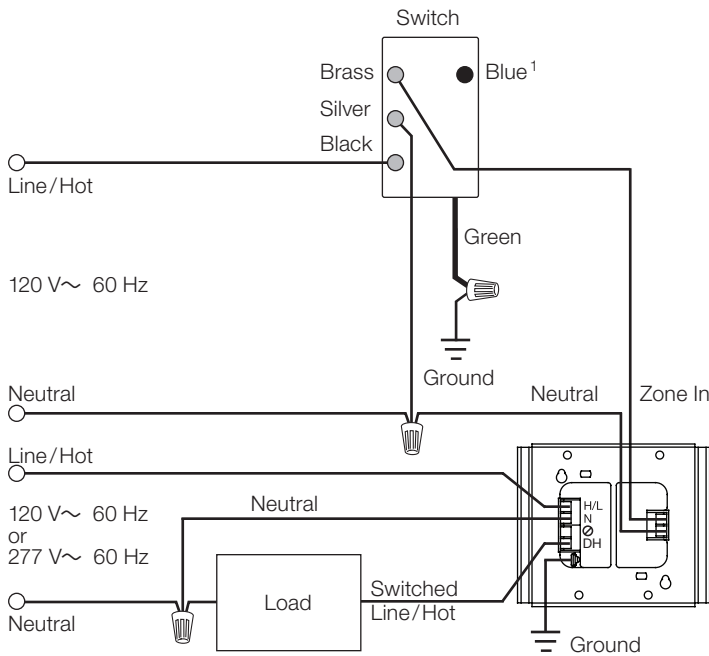 Switch
Brass
Blue¹
Silver
Black
Line/Hot
Green
120 V~ 60 Hz
Ground
Neutral
Neutral
Zone In
Line/Hot
Neutral
120 V~ 60 Hz
or
277 V~ 60 Hz
H/L
N
DH
Load
Switched
Line/Hot
Neutral
Ground